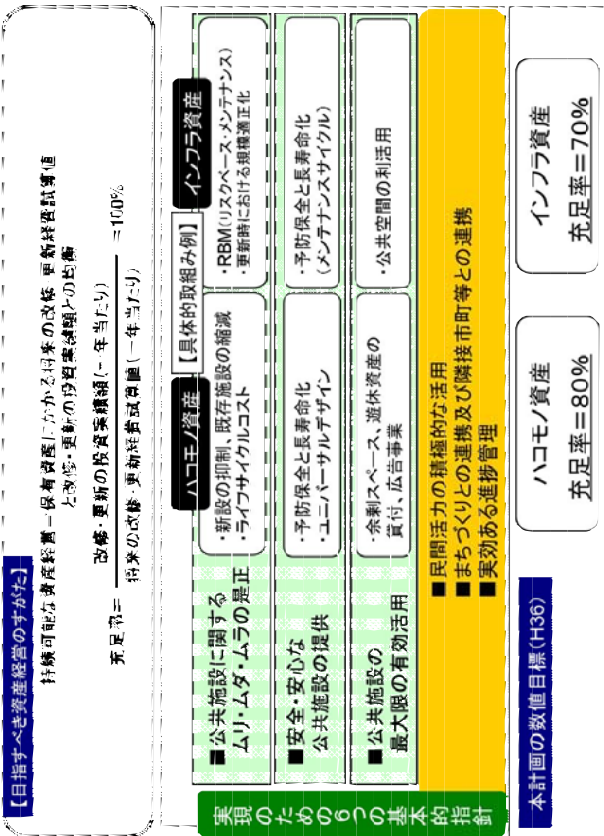 【目指すべき資産経営のすがた】
持続可能な資産経営＝保有資産にかかる将来の改修・更新経費試算値
と改修・更新の投資実績額との均衡
充足率＝
改修・更新の投資実績額(一年当たり)
将来の改修・更新経費試算値(一年当たり)
＝100%
実現のための6つの基本的指針
【具体的取組み例】
ハコモノ資産
インフラ資産
■公共施設に関する
ムリ・ムダ・ムラの是正
・新設の抑制、既存施設の縮減
・ライフサイクルコスト
・RBM(リスクベース・メンテナンス)
・更新時における規模適正化
■安全・安心な
公共施設の提供
・予防保全と長寿命化
・ユニバーサルデザイン
・予防保全と長寿命化
(メンテナンスサイクル)
■公共施設の
最大限の有効活用
・余剰スペース、遊休資産の
貸付、広告事業
・公共空間の利活用
■民間活力の積極的な活用
■まちづくりとの連携及び隣接市町等との連携
■実効ある進捗管理
本計画の数値目標(H36)
ハコモノ資産
充足率＝80%
インフラ資産
充足率＝70%